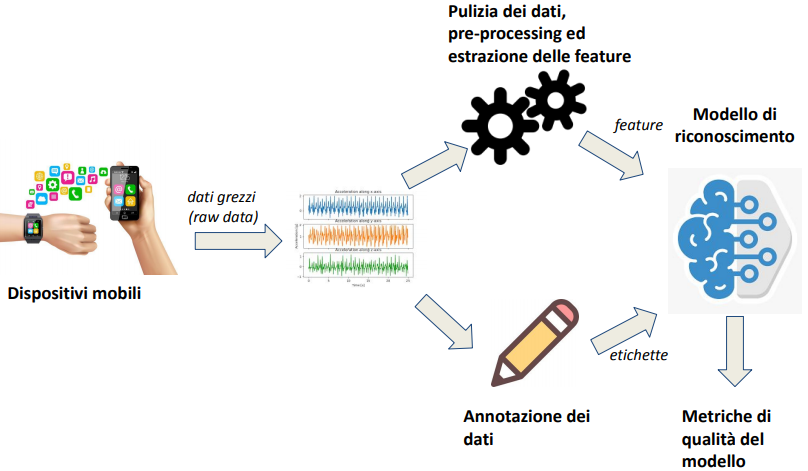 Pulizia dei dati,
pre-processing ed
estrazione delle feature
feature
Modello di
riconoscimento
dati grezzi
(raw data)
Acceleration along x-axis
Acceleration along y-axis
Acceleration along z-axis
Time [s]
Dispositivi mobili
etichette
Annotazione dei
dati
Metriche di
qualità del
modello